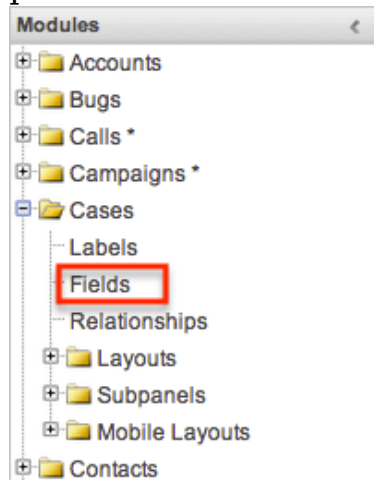 Modules
Accounts
Bugs
Calls *
Campaigns *
Cases
Labels
Fields
Relationships
Layouts
Subpanels
Mobile Layouts
Contacts